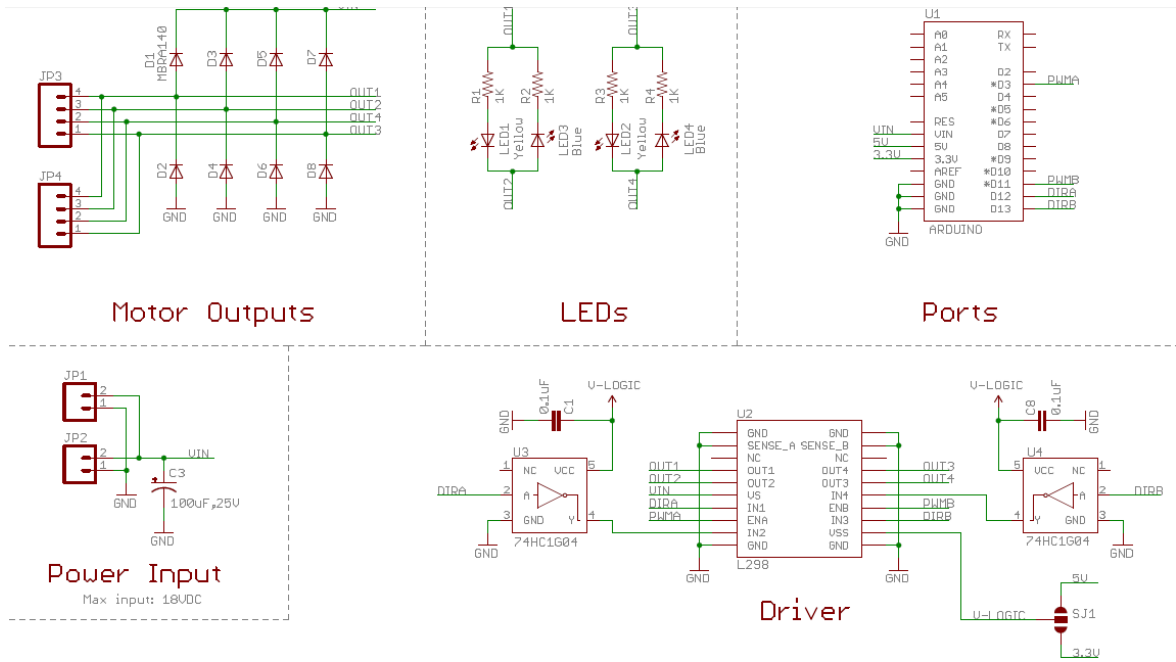 D1
MBRA140
D3
D5
D7
JP3
4
3
2
1
OUT1
OUT2
OUT4
OUT3
D2
D4
D6
D8
JP4
4
3
2
1
GND
GND
GND
GND
Motor Outputs
OUT1
R1
1K
R2
1K
R3
1K
R4
1K
LED1
Yellow
LED3
Blue
LED2
Yellow
LED4
Blue
OUT2
OUT4
LEDs
U1
A0
A1
A2
A3
A4
A5
RES
VIN
5V
3.3V
AREF
GND
GND
GND
RX
TX
D2
*D3
D4
*D5
*D6
D7
D8
*D9
*D10
*D11
D12
D13
PWMA
VIN
5V
3.3V
PWMB
DIRA
DIRB
GND
ARDUINO
Ports
JP1
2
1
JP2
2
1
VIN
C3
100uF,25V
GND
GND
Power Input
Max input: 18VDC
V-LOGIC
GND
0.1uF
C1
U3
1
NC
VCC
5
DIRA
2
A
3
GND
Y
4
GND
74HC1G04
U2
GND
SENSE_A
NC
OUT1
OUT2
VS
IN1
ENA
IN2
GND
GND
SENSE_B
NC
OUT4
OUT3
IN4
ENB
IN3
VSS
GND
OUT1
OUT2
VIN
DIRA
PWMA
OUT3
OUT4
PWMB
DIRB
GND
GND
L298
V-LOGIC
C8
0.1uF
GND
U4
5
VCC
NC
1
A
2
DIRB
4
Y
GND
3
GND
74HC1G04
Driver
5V
V-LOGIC
SJ1
3.3V